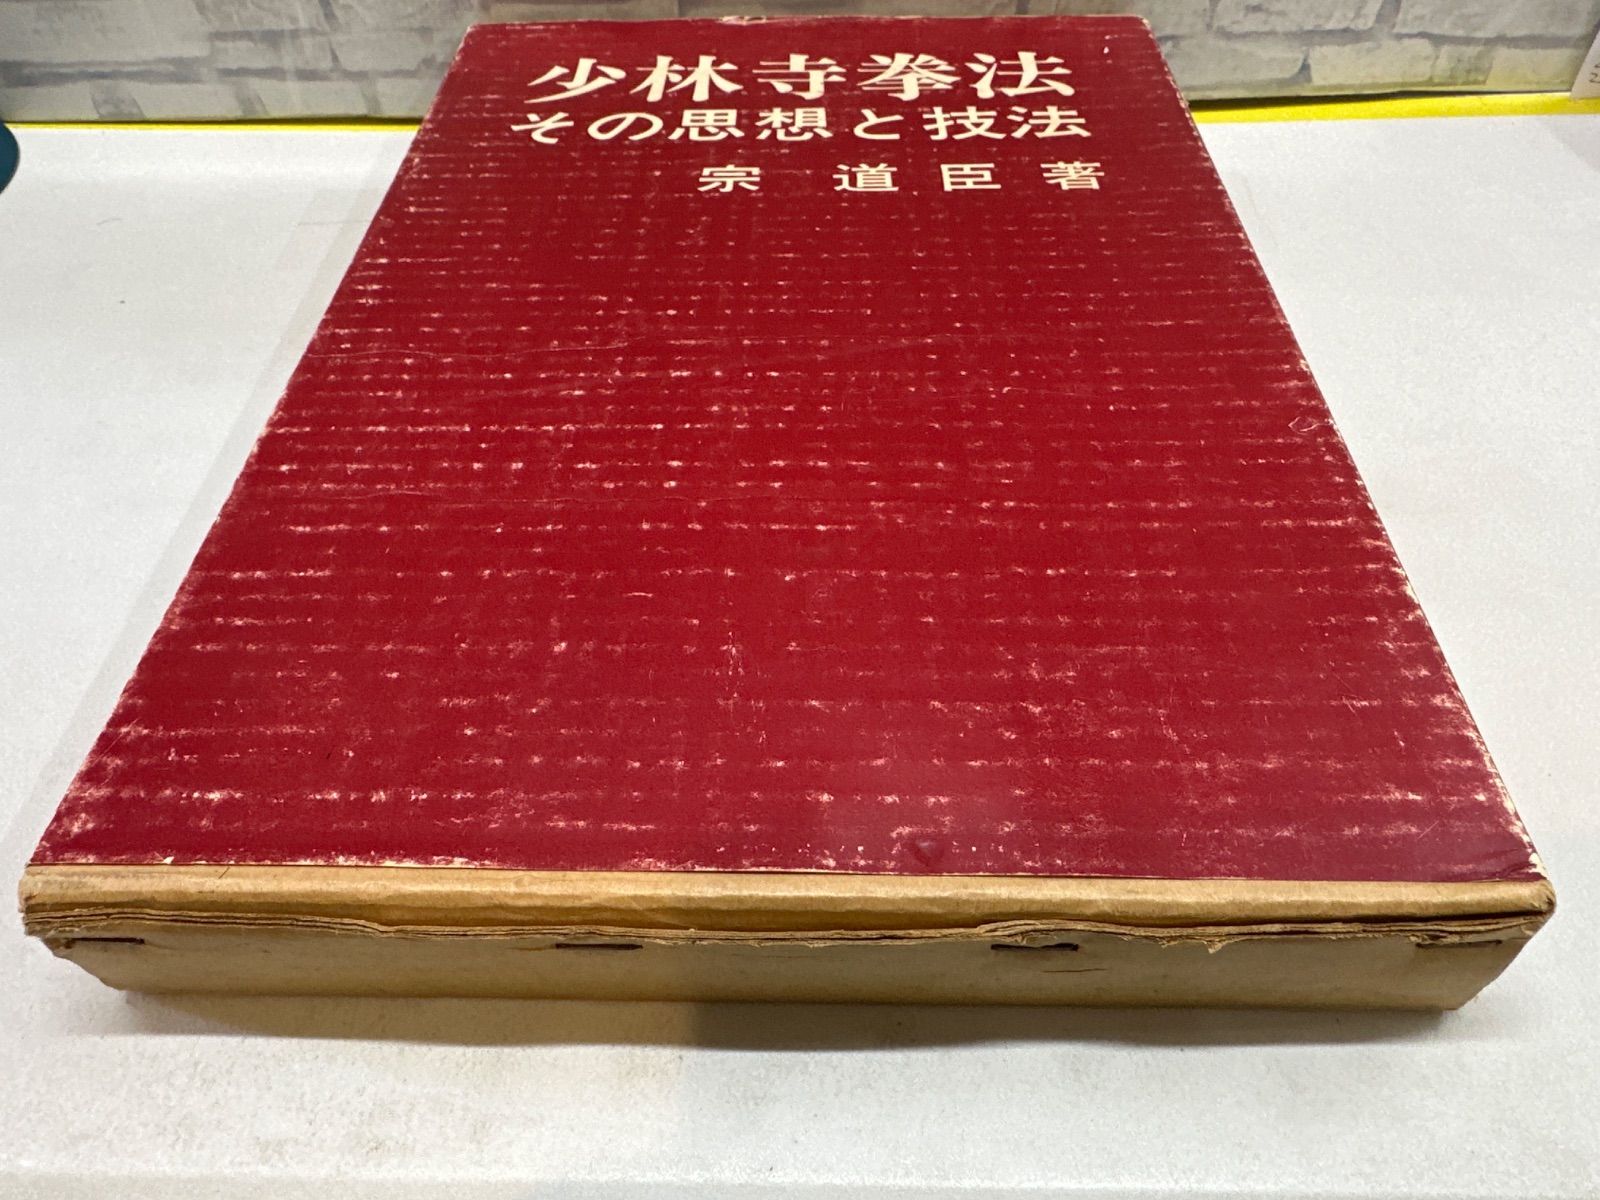 少林寺拳法
その思想と技法
宗 道臣 著